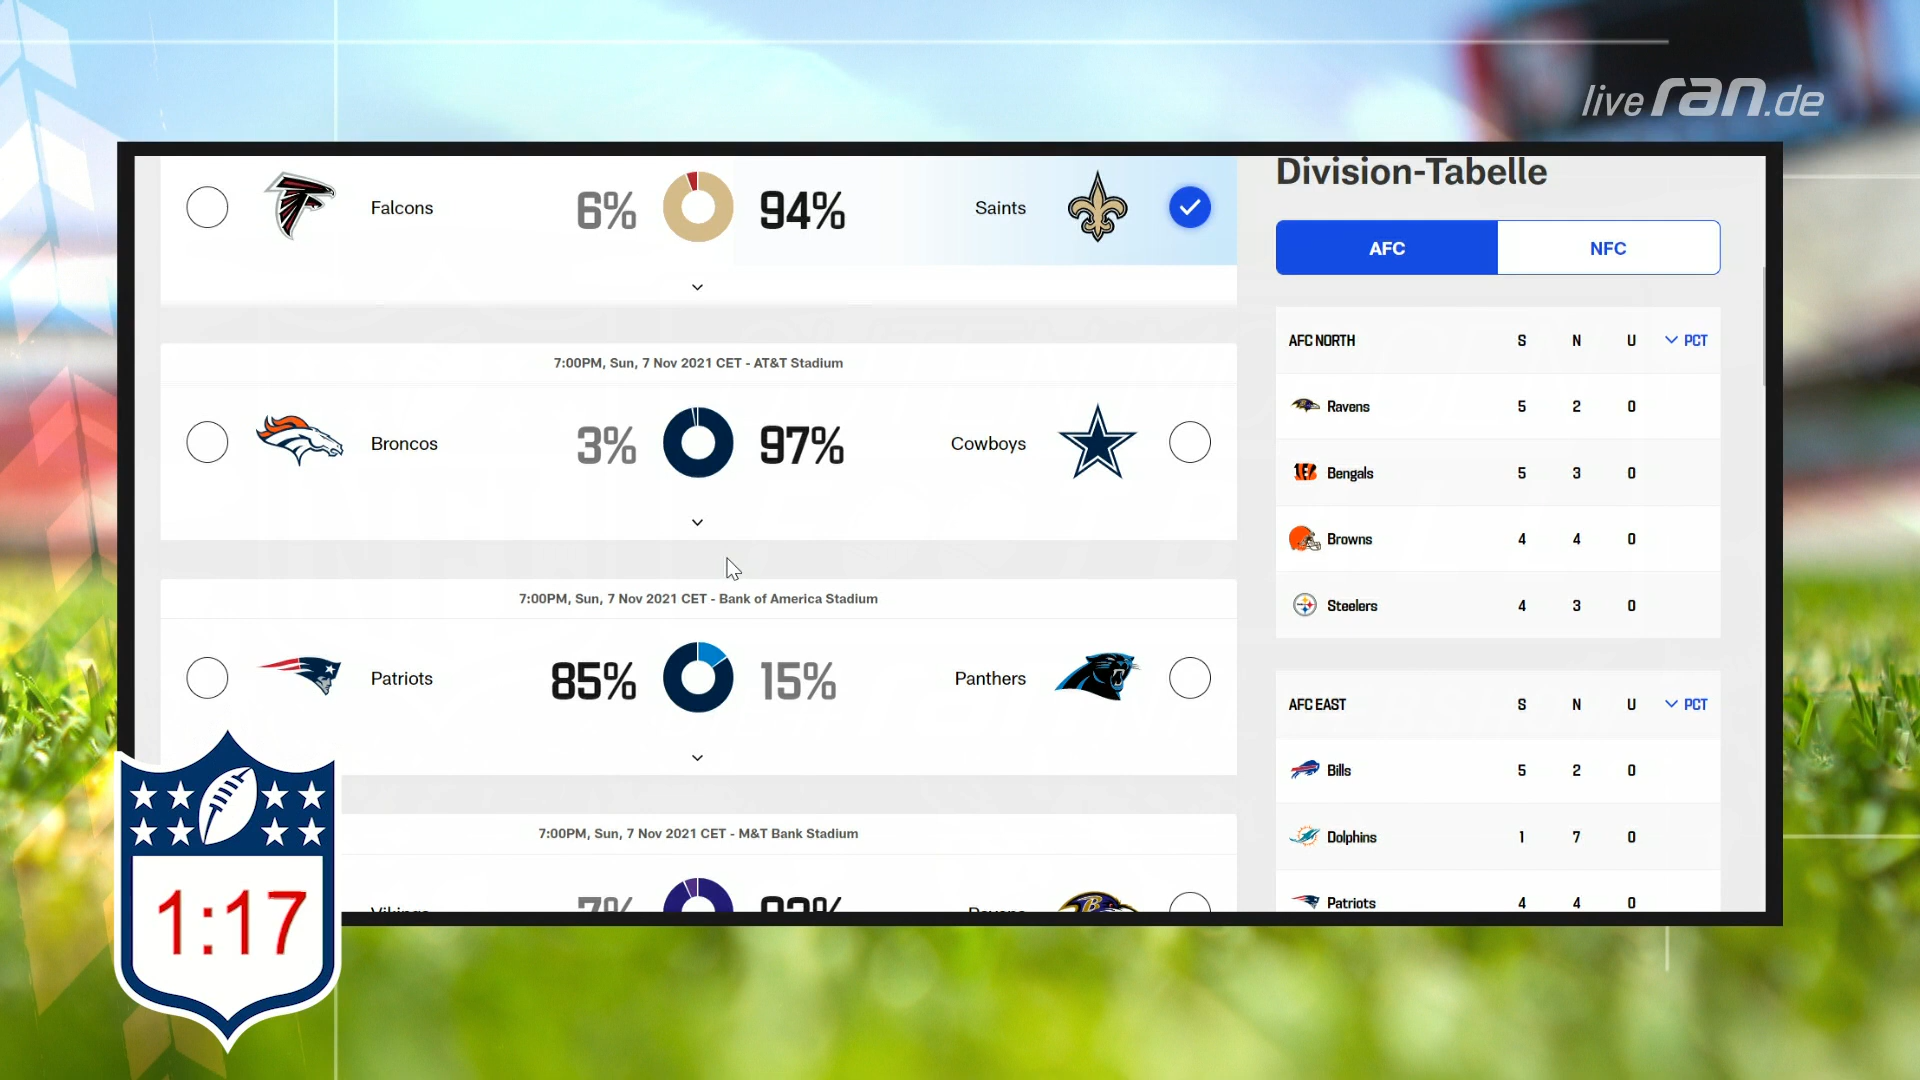 live ran.de
Falcons 6% 94% Saints
7:00PM, Sun, 7 Nov 2021 CET - AT&T Stadium
Broncos 3% 97% Cowboys
7:00PM, Sun, 7 Nov 2021 CET - Bank of America Stadium
Patriots 85% 15% Panthers
7:00PM, Sun, 7 Nov 2021 CET - M&T Bank Stadium
Vikings 7% 93% Ravens
Division-Tabelle
AFC NFC
AFC NORTH S N U PCT
Ravens 5 2 0
Bengals 5 3 0
Browns 4 4 0
Steelers 4 3 0
AFC EAST S N U PCT
Bills 5 2 0
Dolphins 1 7 0
Patriots 4 4 0
1:17